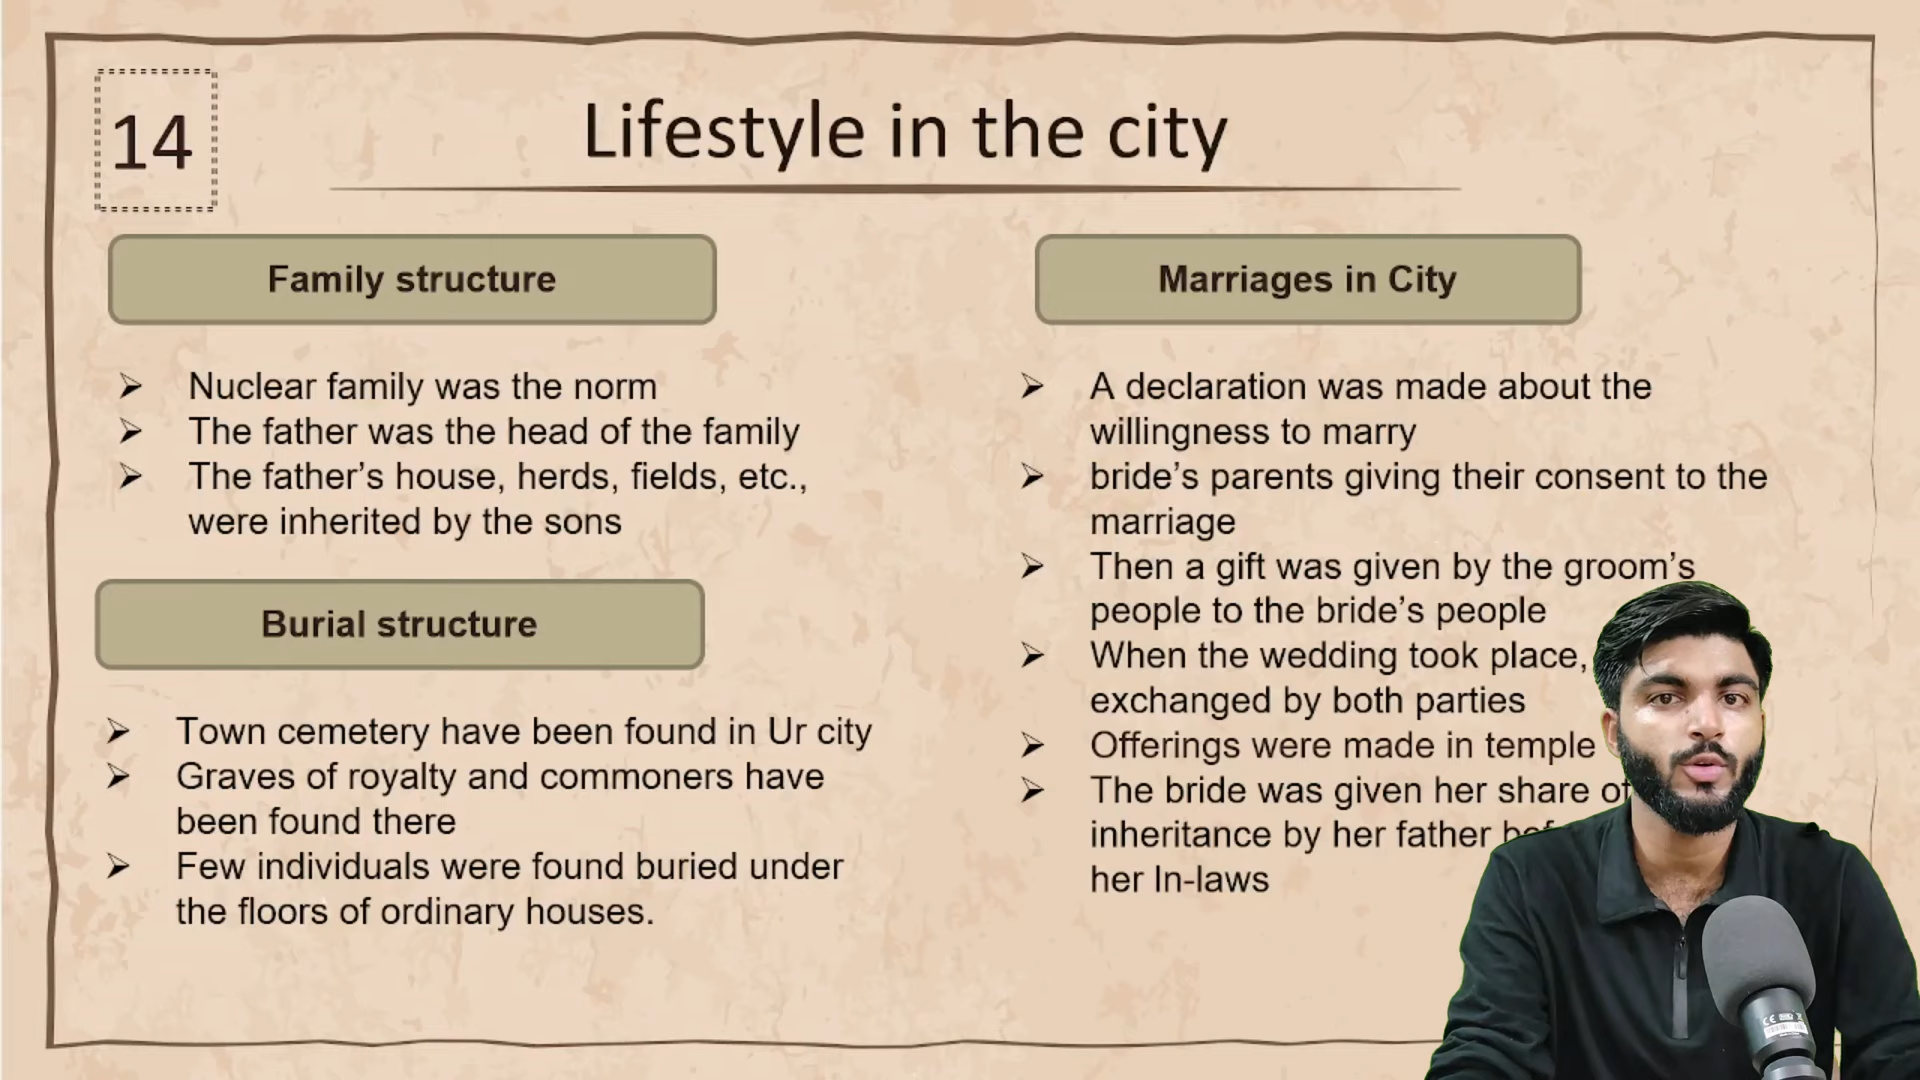 14
Lifestyle in the city
Family structure
Nuclear family was the norm
The father was the head of the family
The father’s house, herds, fields, etc.,
were inherited by the sons
Burial structure
Town cemetery have been found in Ur city
Graves of royalty and commoners have
been found there
Few individuals were found buried under
the floors of ordinary houses.
Marriages in City
A declaration was made about the
willingness to marry
bride’s parents giving their consent to the
marriage
Then a gift was given by the groom’s
people to the bride’s people
When the wedding took place,
exchanged by both parties
Offerings were made in temple
The bride was given her share of
inheritance by her father
her In-laws